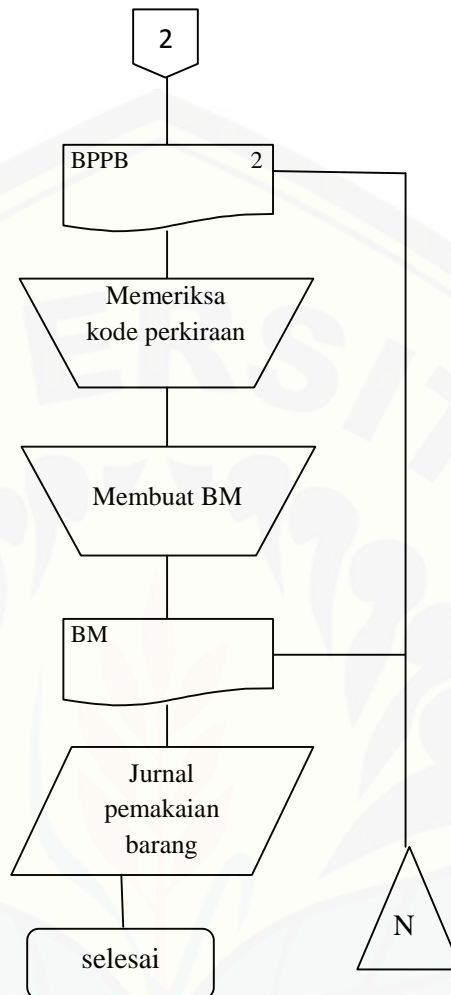 2
BPPB 2
Memeriksa
kode perkiraan
Membuat BM
BM
Jurnal
pemakaian
barang
N
selesai